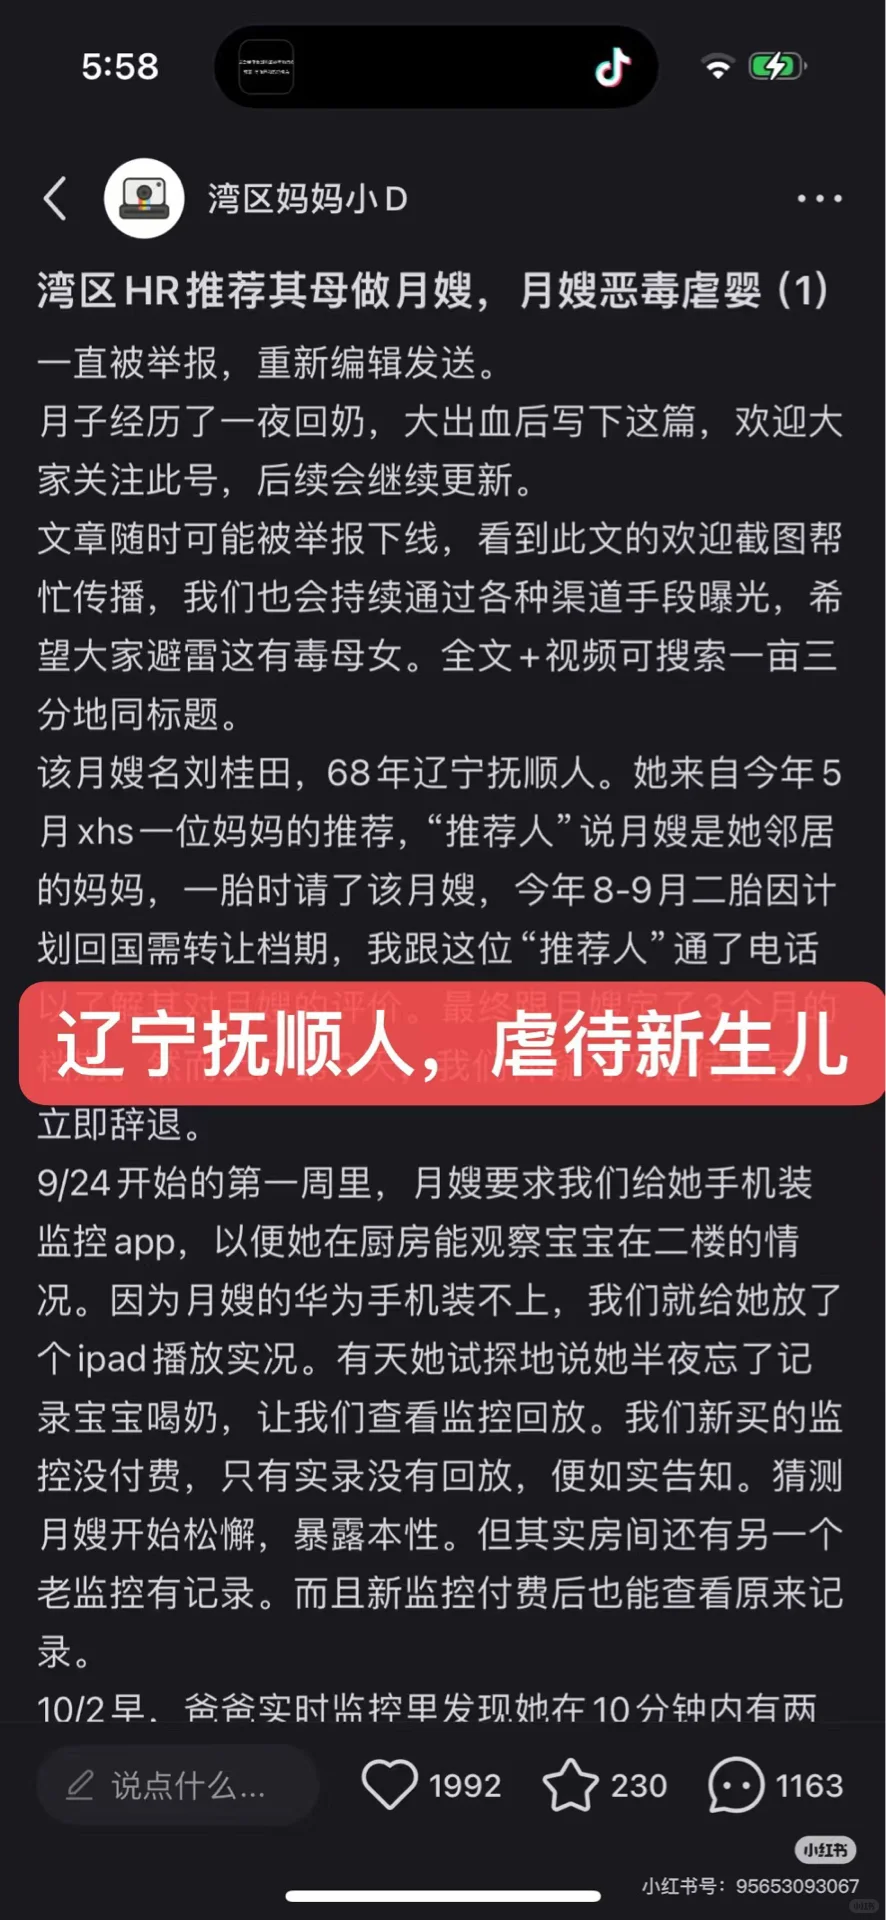 5:58
湾区妈妈小D
湾区HR推荐其母做月嫂，月嫂恶毒虐婴（1）
一直被举报，重新编辑发送。
月子经历了一夜回奶，大出血后写下这篇，欢迎大
家关注此号，后续会继续更新。
文章随时可能被举报下线，看到此文的欢迎截图帮
忙传播，我们也会持续通过各种渠道手段曝光，希
望大家避雷这有毒母女。全文+视频可搜索一亩三
分地同标题。
该月嫂名刘桂田，68年辽宁抚顺人。她来自今年5
月xhs一位妈妈的推荐，“推荐人”说月嫂是她邻居
的妈妈，一胎时请了该月嫂，今年8-9月二胎因计
划回国需转让档期，我跟这位“推荐人”通了电话
以了解其对月嫂的评价。最终跟月嫂定了3个月的
辽宁抚顺人，虐待新生儿
立即辞退。
9/24开始的第一周里，月嫂要求我们给她手机装
监控app，以便她在厨房能观察宝宝在二楼的情
况。因为月嫂的华为手机装不上，我们就给她放了
个ipad播放实况。有天她试探地说她半夜忘了记
录宝宝喝奶，让我们查看监控回放。我们新买的监
控没付费，只有实录没有回放，便如实告知。猜测
月嫂开始松懈，暴露本性。但其实房间还有另一个
老监控有记录。而且新监控付费后也能查看原来记
录。
10/2早，爸爸实时监控里发现她在10分钟内有两
说点什么...
1992
230
1163
小红书
小红书号：95653093067